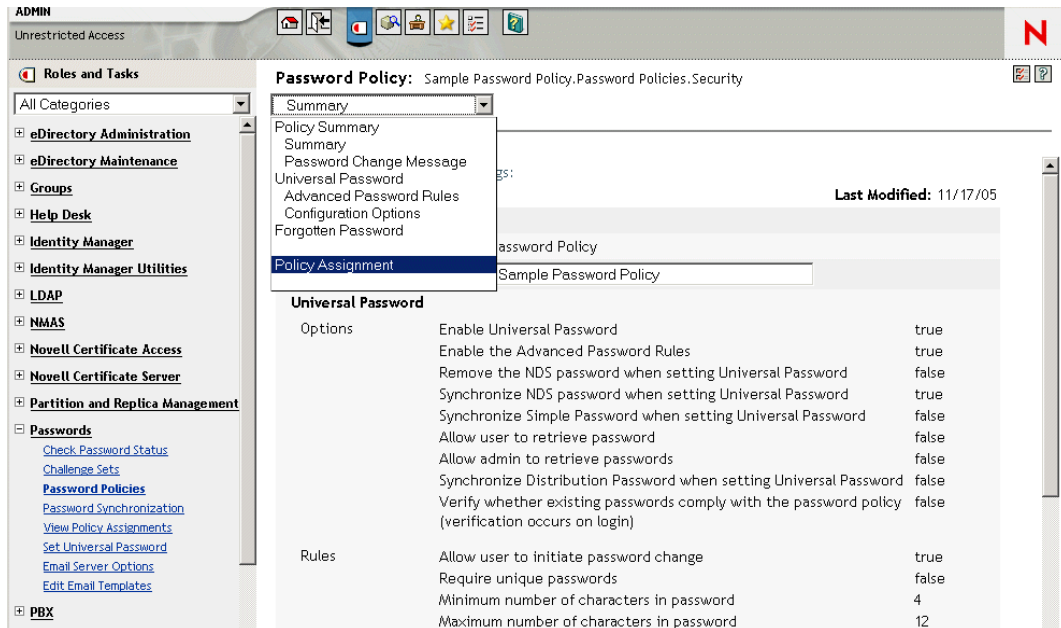 ADMIN
Unrestricted Access
N
Roles and Tasks
All Categories
eDirectory Administration
eDirectory Maintenance
Groups
Help Desk
Identity Manager
Identity Manager Utilities
LDAP
NMAS
Novell Certificate Access
Novell Certificate Server
Partition and Replica Management
Passwords
Check Password Status
Challenge Sets
Password Policies
Password Synchronization
View Policy Assignments
Set Universal Password
Email Server Options
Edit Email Templates
PBX
Password Policy: Sample Password Policy.Password Policies.Security
Summary
Policy Summary
Summary
Password Change Message
Universal Password
Advanced Password Rules
Configuration Options
Forgotten Password
Policy Assignment
gs:
Last Modified: 11/17/05
assword Policy
Sample Password Policy
Universal Password
Options
Enable Universal Password true
Enable the Advanced Password Rules true
Remove the NDS password when setting Universal Password false
Synchronize NDS password when setting Universal Password true
Synchronize Simple Password when setting Universal Password false
Allow user to retrieve password false
Allow admin to retrieve passwords false
Synchronize Distribution Password when setting Universal Password false
Verify whether existing passwords comply with the password policy false
(verification occurs on login)
Rules
Allow user to initiate password change true
Require unique passwords false
Minimum number of characters in password 4
Maximum number of characters in password 12